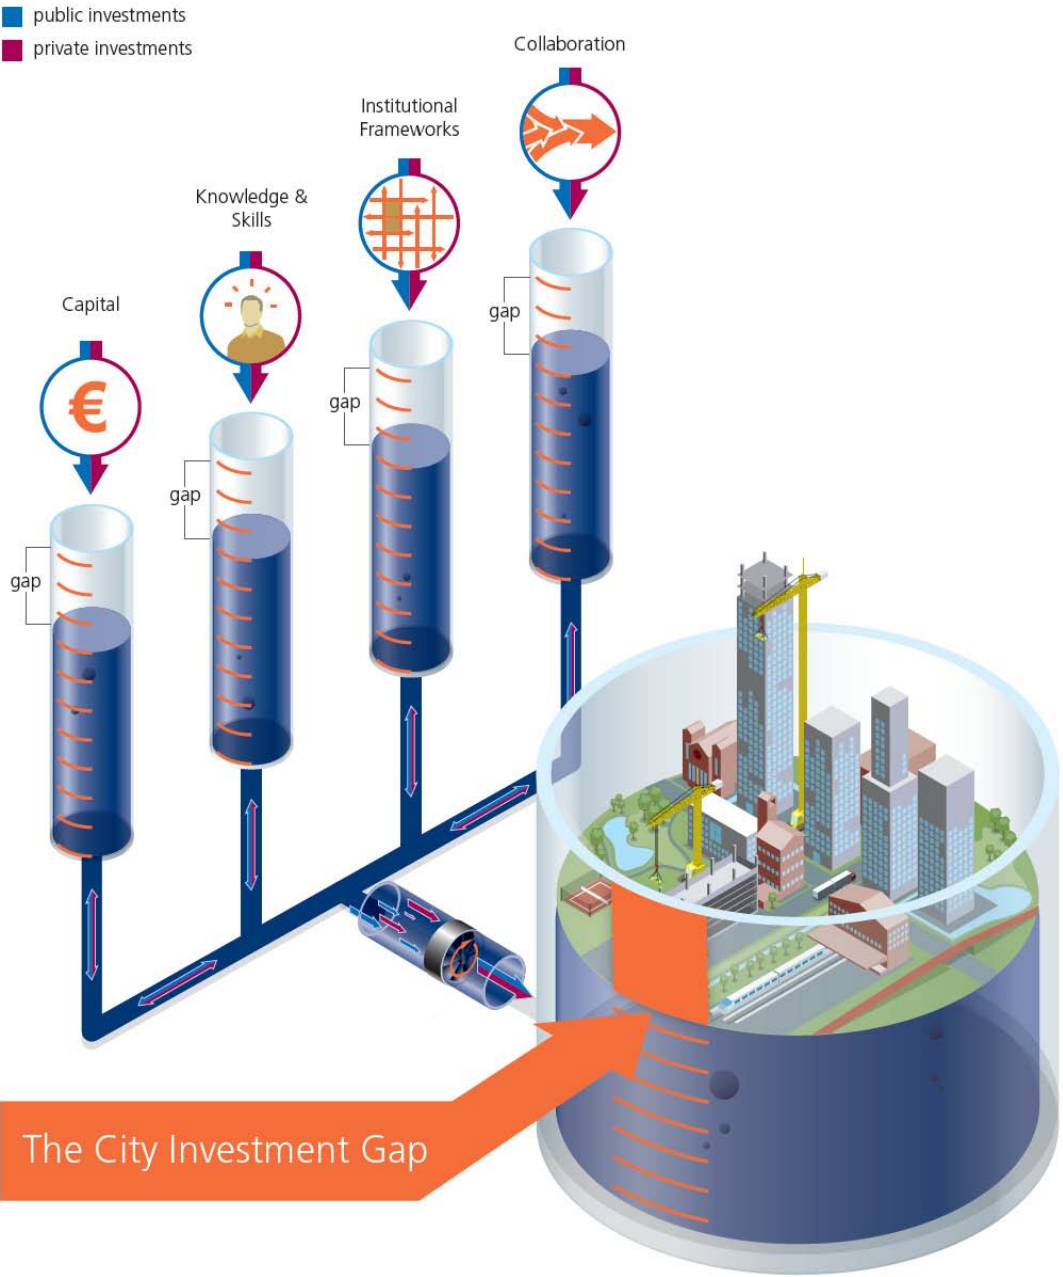 public investments
private investments
Collaboration
Institutional
Frameworks
Knowledge &
Skills
Capital
€
gap
gap
gap
gap
The City Investment Gap